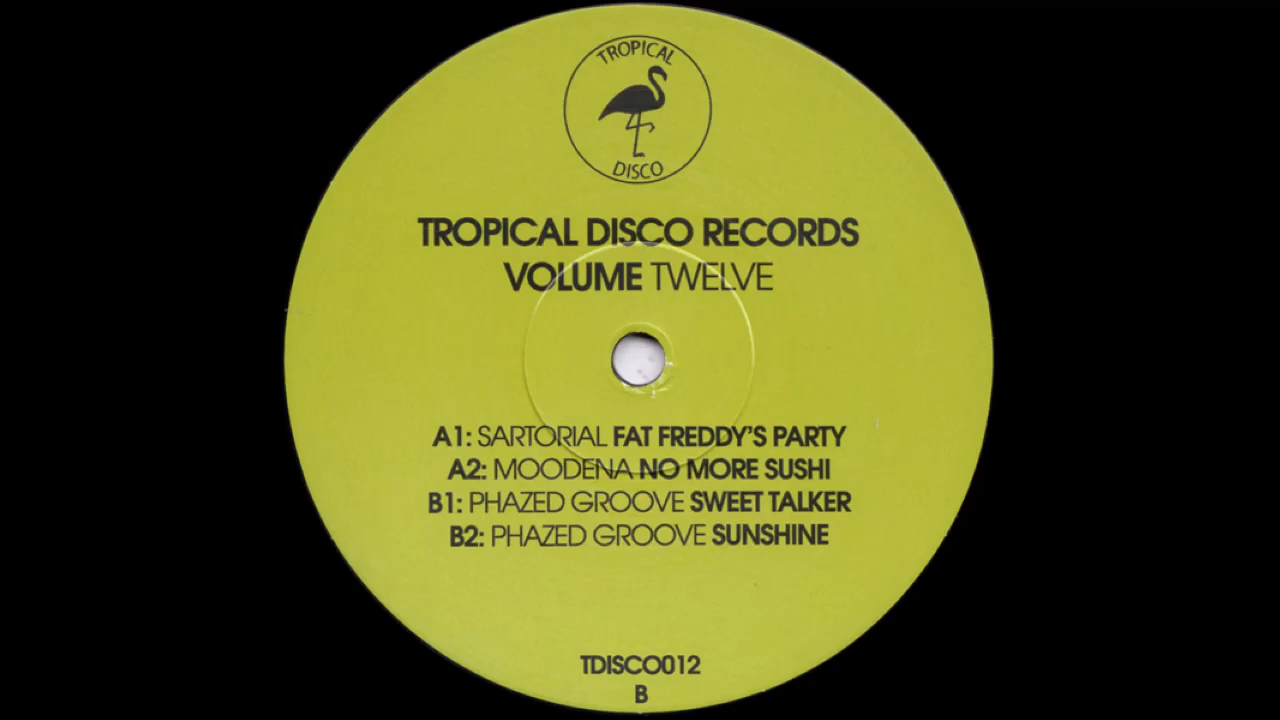 TROPICAL
DISCO
TROPICAL DISCO RECORDS
VOLUME TWELVE
A1: SARTORIAL FAT FREDDY'S PARTY
A2: MOODENA NO MORE SUSHI
B1: PHAZED GROOVE SWEET TALKER
B2: PHAZED GROOVE SUNSHINE
TDISCO012
B